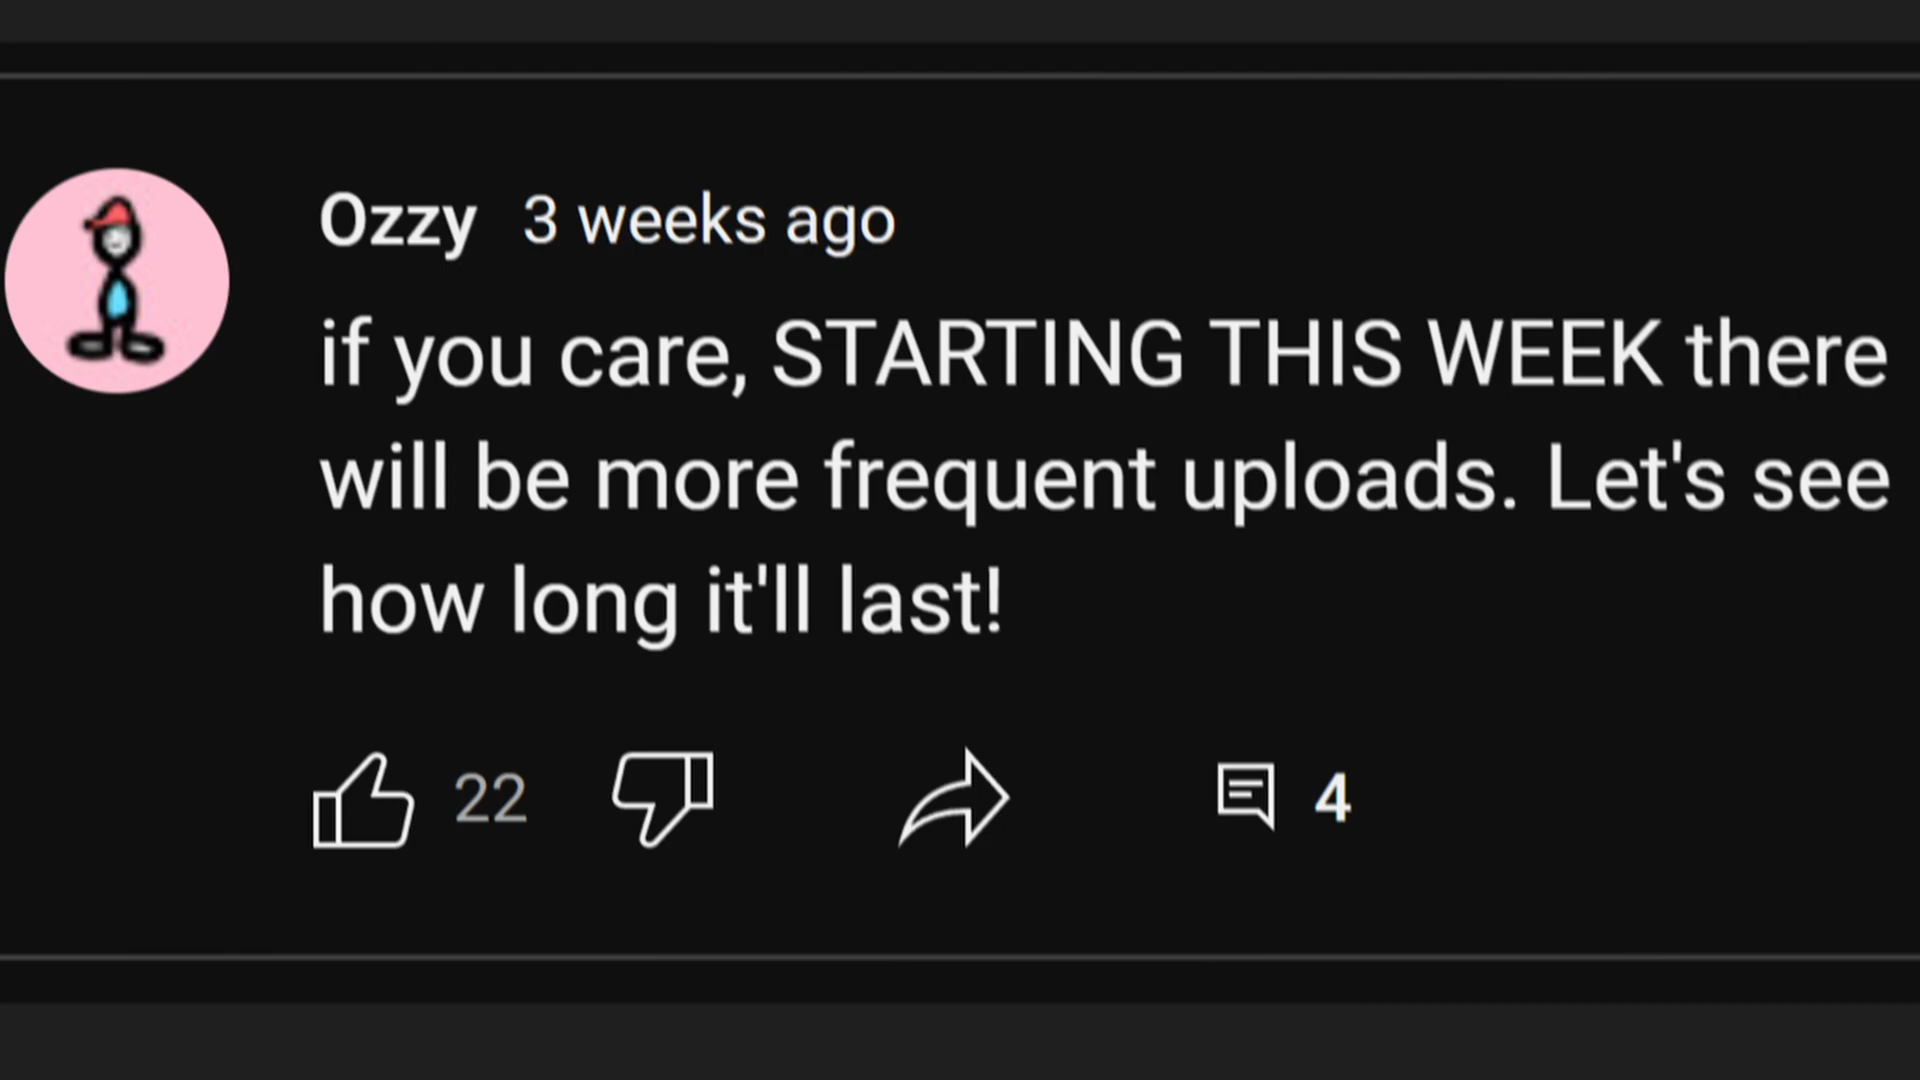 Ozzy 3 weeks ago
if you care, STARTING THIS WEEK there
will be more frequent uploads. Let's see
how long it'll last!
22 4